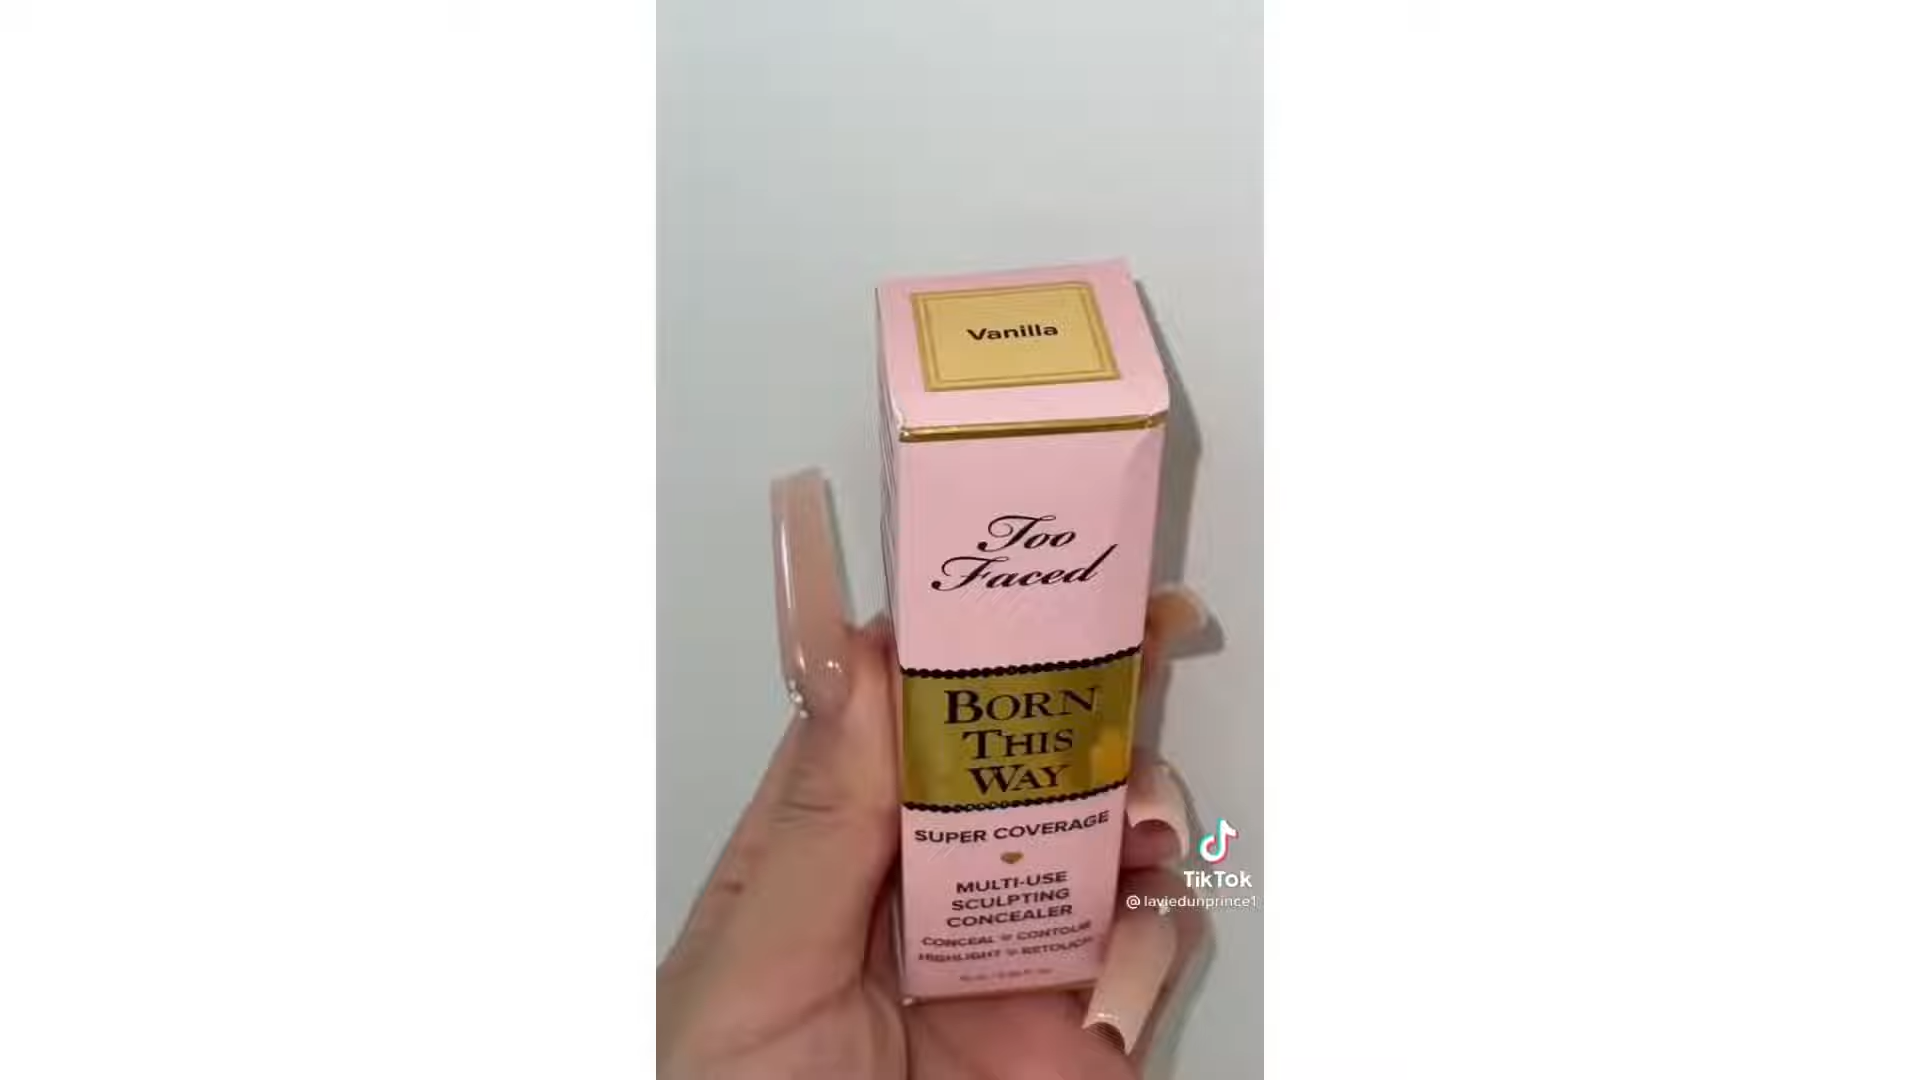 Vanilla
Too
Faced
BORN
THIS
WAY
SUPER COVERAGE
MULTI-USE
SCULPTING
CONCEALER
CONCEAL CONTOUR
HIGHLIGHT RETOUCH
TikTok
@laviedunprince1